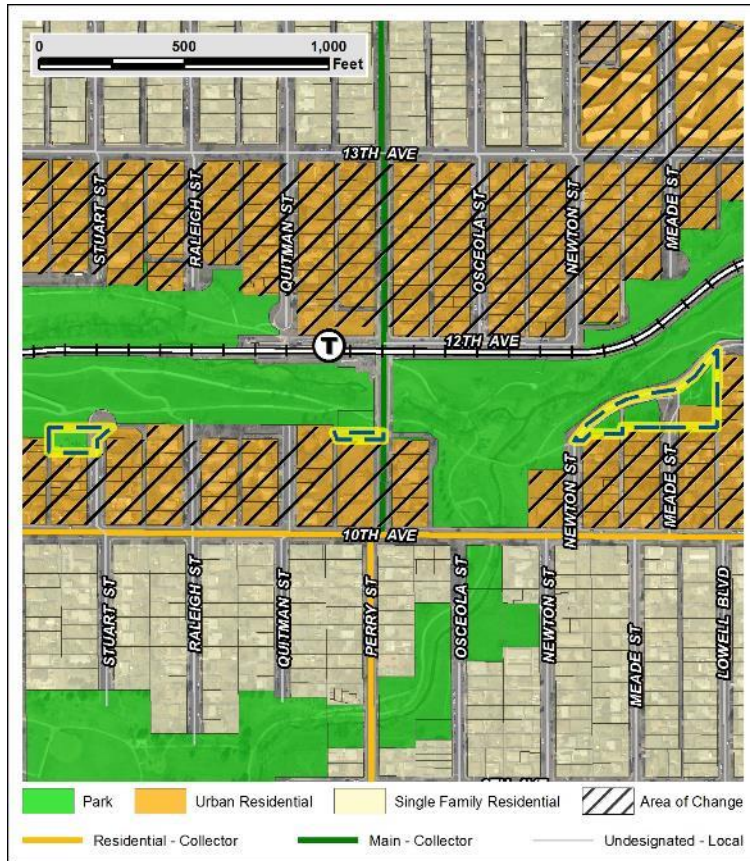 0 500 1,000
Feet
13TH AVE
STUART ST
RALEIGH ST
QUITMAN ST
OSCEOLA ST
NEWTON ST
MEADE ST
T
12TH AVE
NEWTON ST
MEADE ST
10TH AVE
STUART ST
RALEIGH ST
QUITMAN ST
PERRY ST
OSCEOLA ST
NEWTON ST
MEADE ST
LOWELL BLVD
Park Urban Residential Single Family Residential Area of Change
Residential - Collector Main - Collector Undesignated - Local